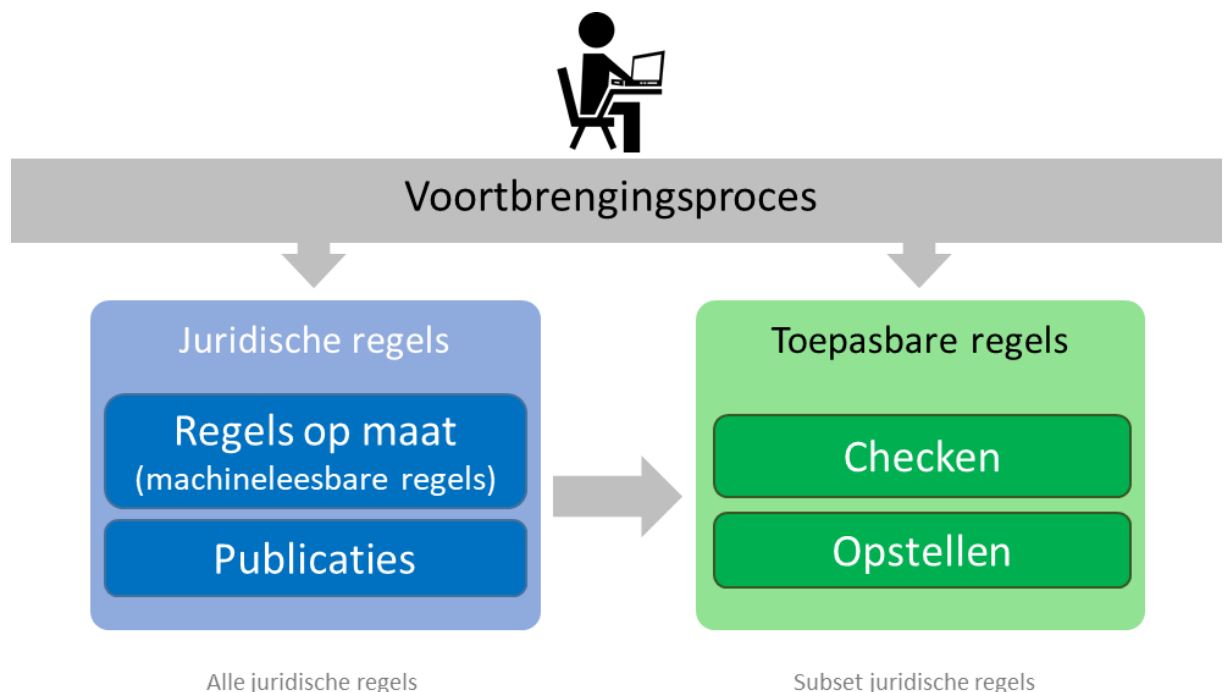 Voortbrengingsproces
Juridische regels
Regels op maat
(machineleesbare regels)
Publicaties
Toepasbare regels
Checken
Opstellen
Alle juridische regels
Subset juridische regels